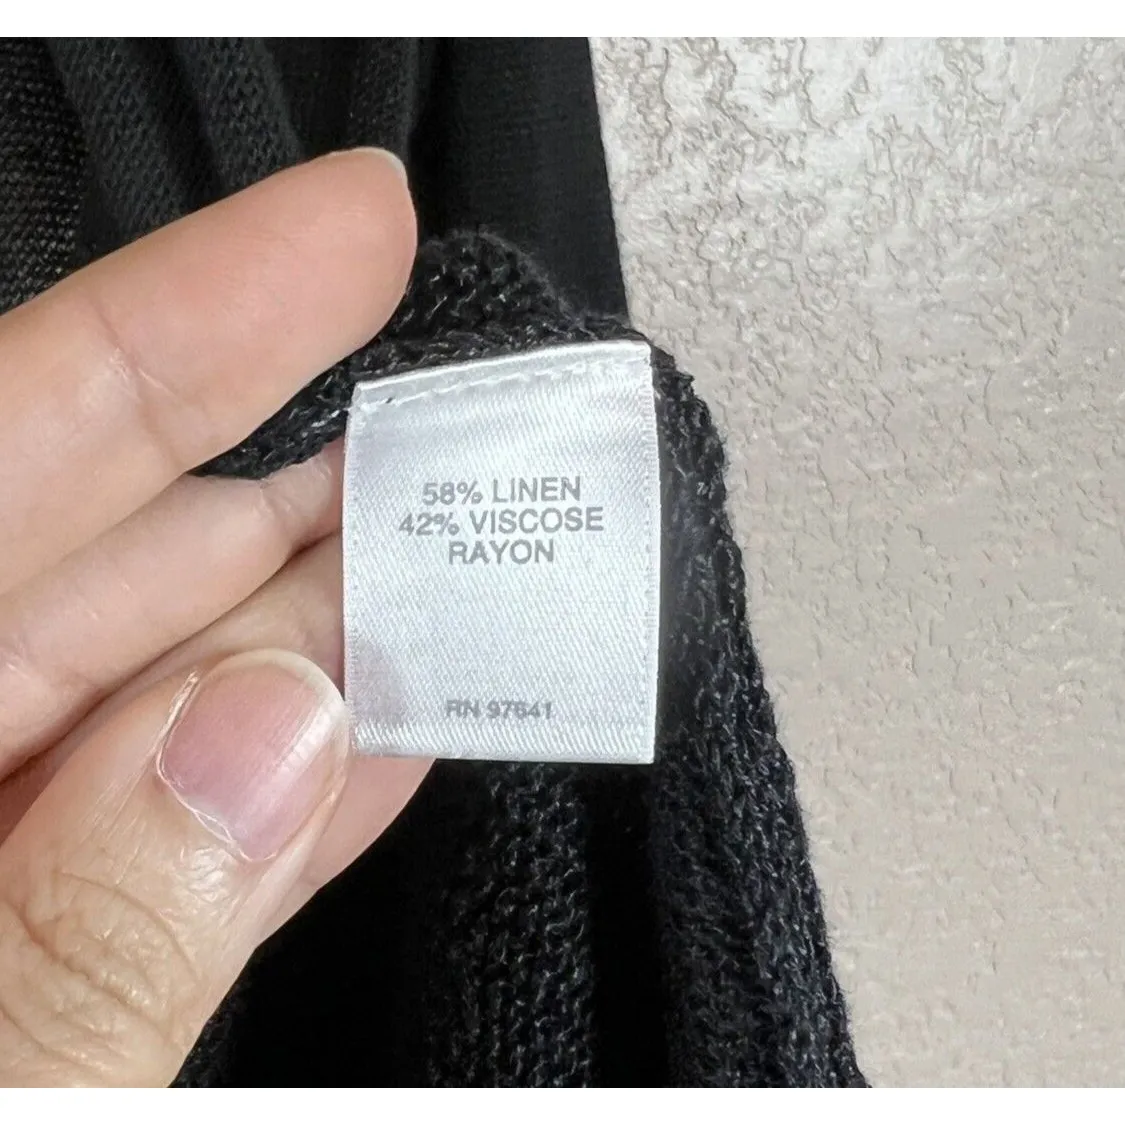 58% LINEN
42% VISCOSE
RAYON
RN 97641